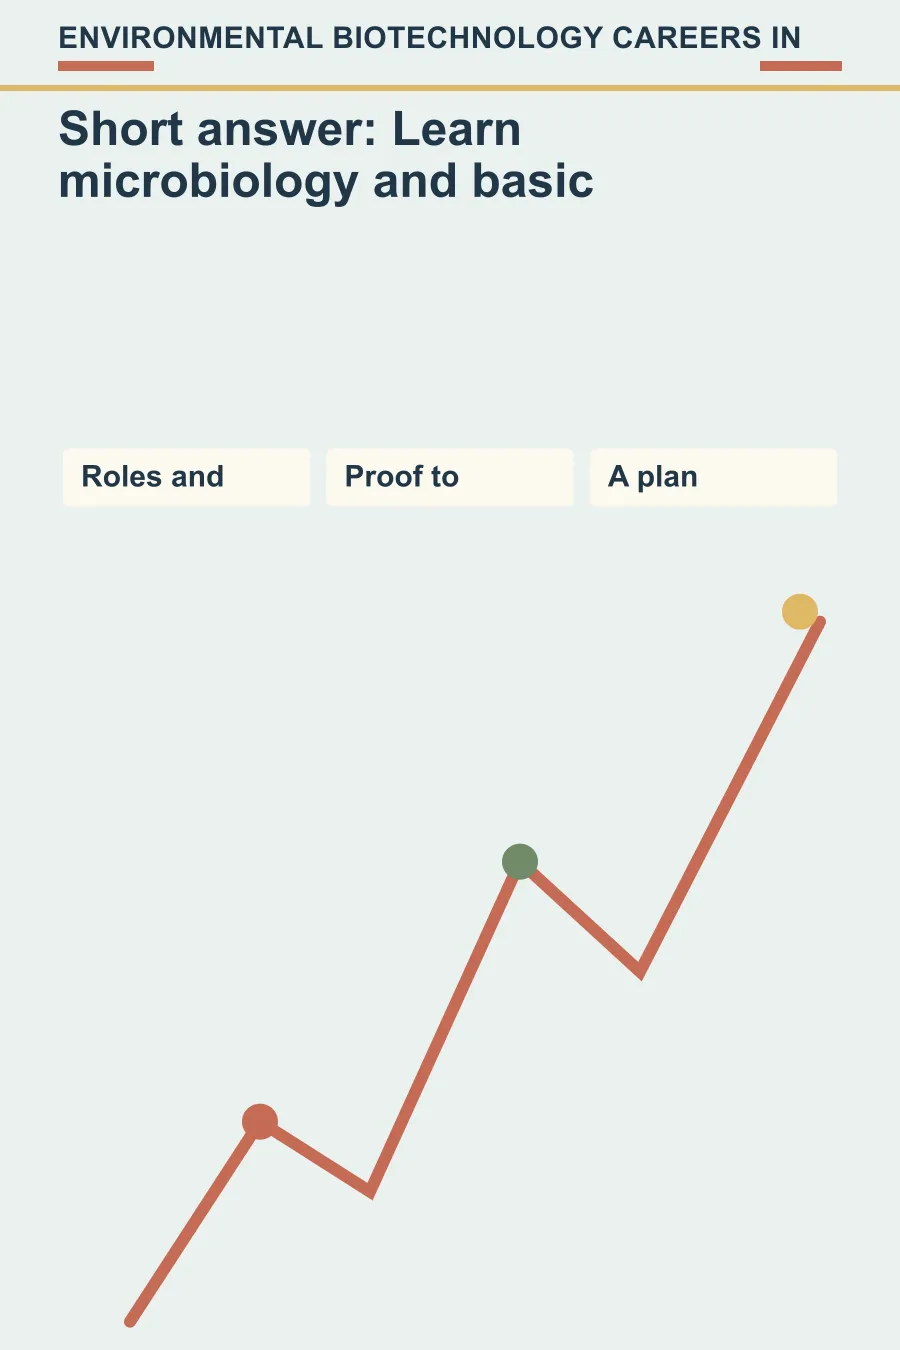 ENVIRONMENTAL BIOTECHNOLOGY CAREERS IN
Short answer: Learn
microbiology and basic
Roles and
Proof to
A plan